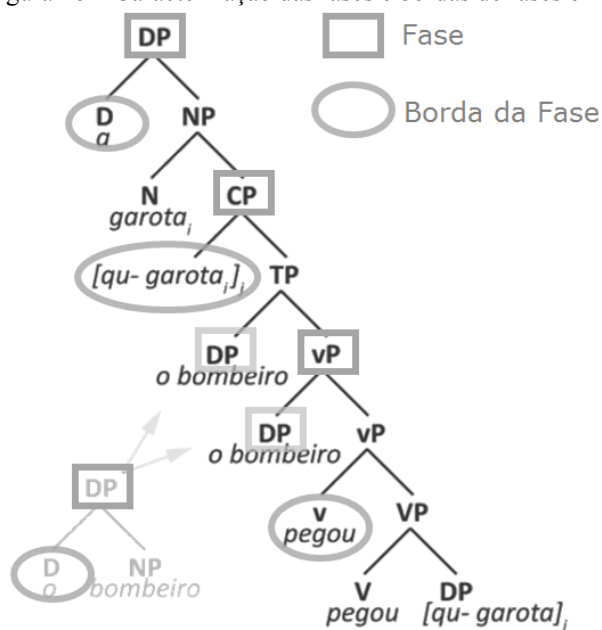 DP
Fase
D
a
NP
Borda da Fase
N
garotaᵢ
CP
[qu- garotaᵢ]ⱼ TP
DP
o bombeiro
vP
DP
o bombeiro
vP
DP
v
pegou
VP
D
o
NP
bombeiro
V
pegou
DP
[qu- garota]ⱼ